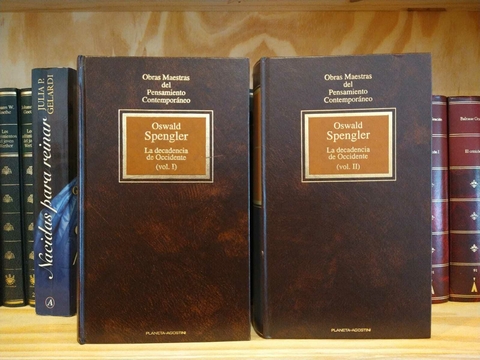 JULIA P.
GELARDI
Nacidas para reinar
A
Obras Maestras
del
Pensamiento
Contemporáneo
Oswald
Spengler
La decadencia
de Occidente
(vol. I)
PLANETA-AGOSTINI
Obras Maestras
del
Pensamiento
Contemporáneo
Oswald
Spengler
La decadencia
de Occidente
(vol. II)
PLANETA-AGOSTINI